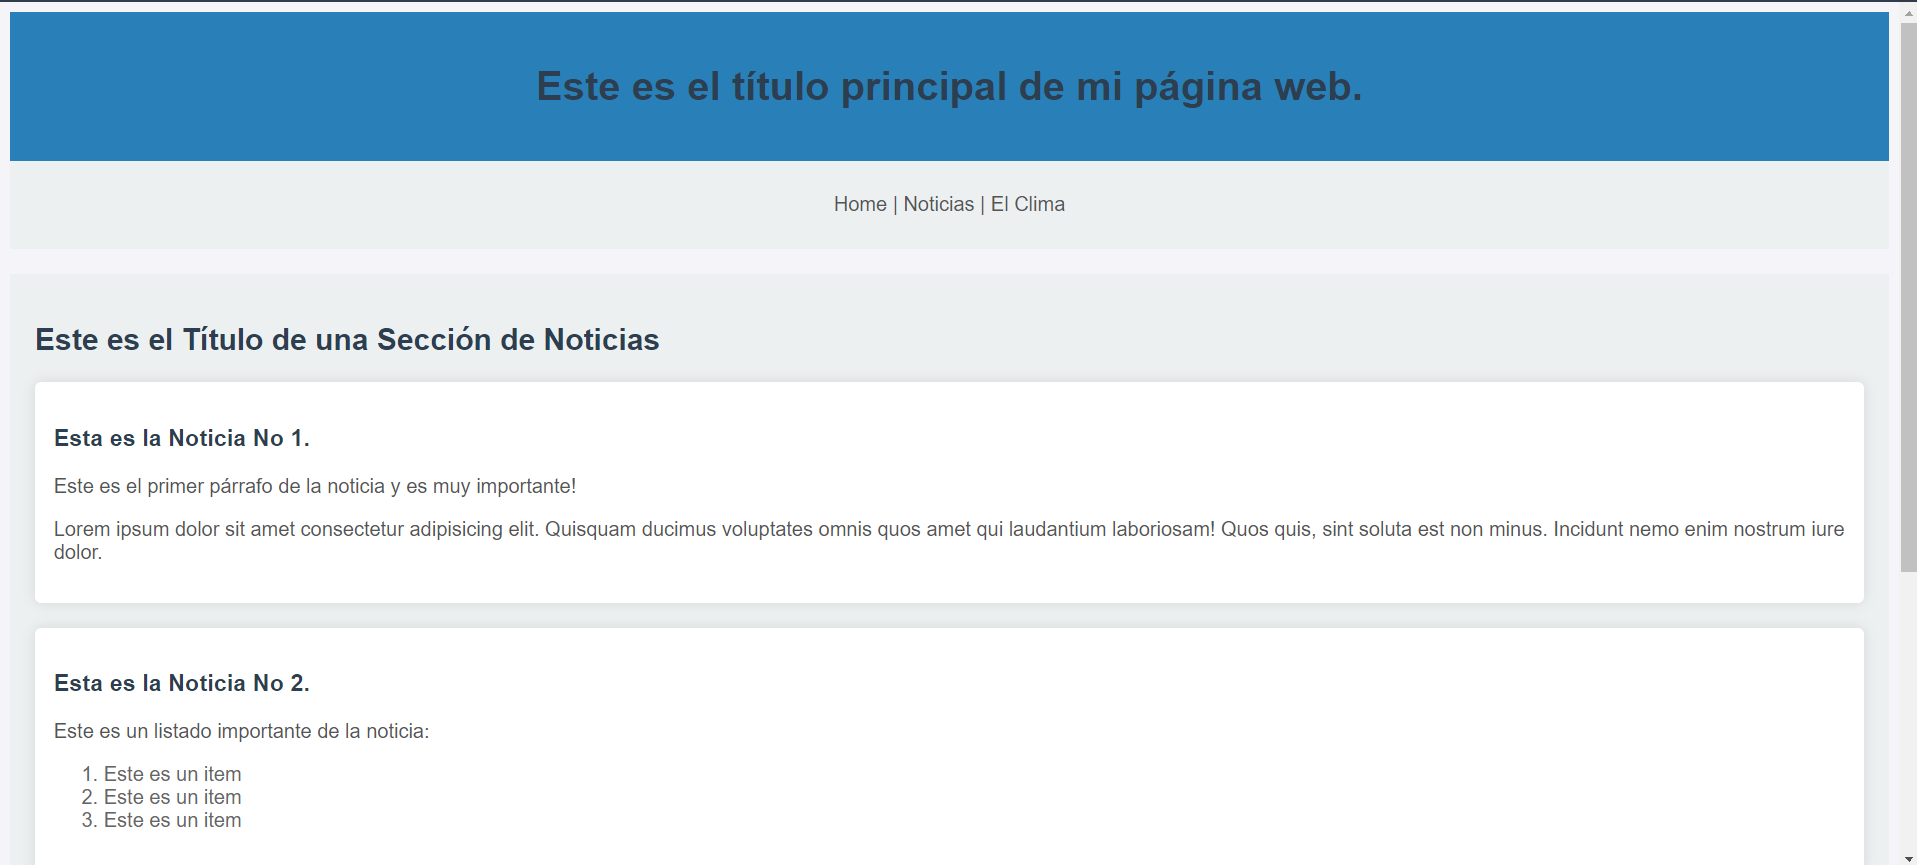 Este es el título principal de mi página web.
Home | Noticias | El Clima
Este es el Título de una Sección de Noticias
Esta es la Noticia No 1.
Este es el primer párrafo de la noticia y es muy importante!
Lorem ipsum dolor sit amet consectetur adipisicing elit. Quisquam ducimus voluptates omnis quos amet qui laudantium laboriosam! Quos quis, sint soluta est non minus. Incidunt nemo enim nostrum iure
dolor.
Esta es la Noticia No 2.
Este es un listado importante de la noticia:
1. Este es un item
2. Este es un item
3. Este es un item